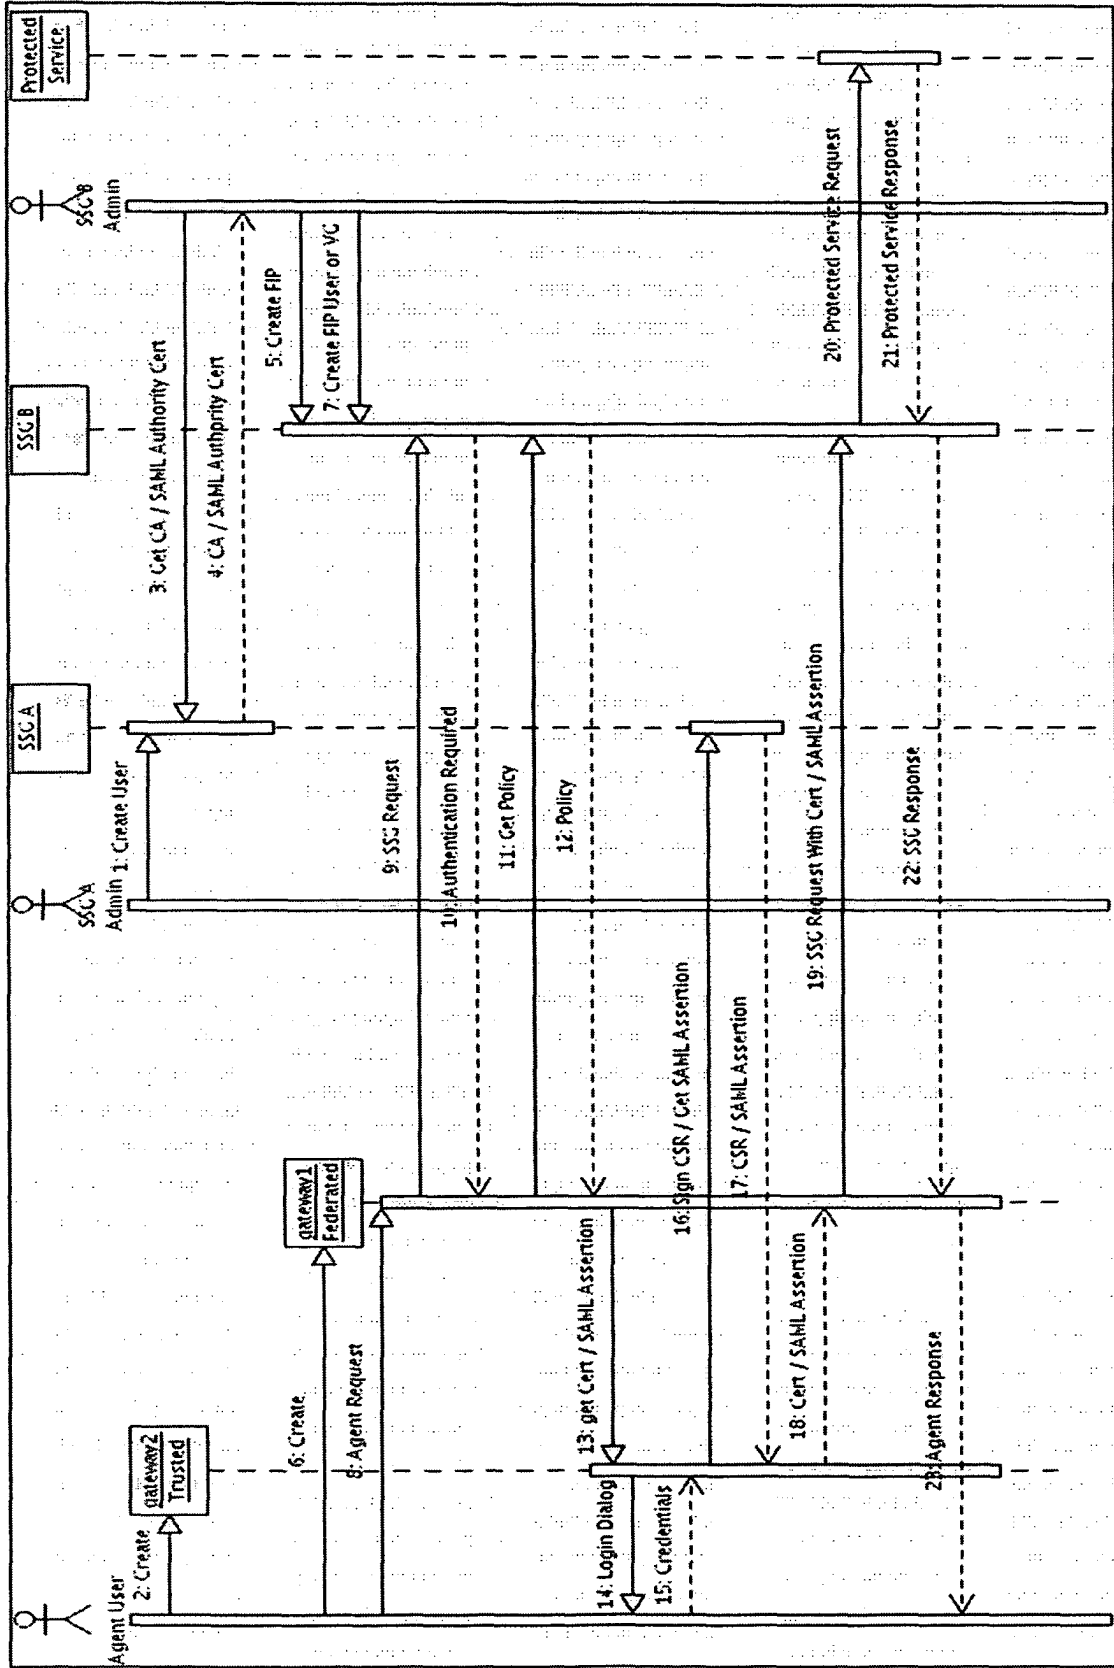 Agent User
gateway2
Trusted
gateway1
Federated
SSG A
Admin
SSG A
SSG B
SSG B
Admin
Protected
Service
1: Create User
2: Create
3: Get CA / SAML Authority Cert
4: CA / SAML Authority Cert
5: Create FIP
6: Create
7: Create FIP User or VG
8: Agent Request
9: SSG Request
10: Authentication Required
11: Get Policy
12: Policy
13: get Cert / SAML Assertion
14: Login Dialog
15: Credentials
16: Sign CSR / Get SAML Assertion
17: CSR / SAML Assertion
18: Cert / SAML Assertion
19: SSG Request With Cert / SAML Assertion
20: Protected Service Request
21: Protected Service Response
22: SSG Response
23: Agent Response